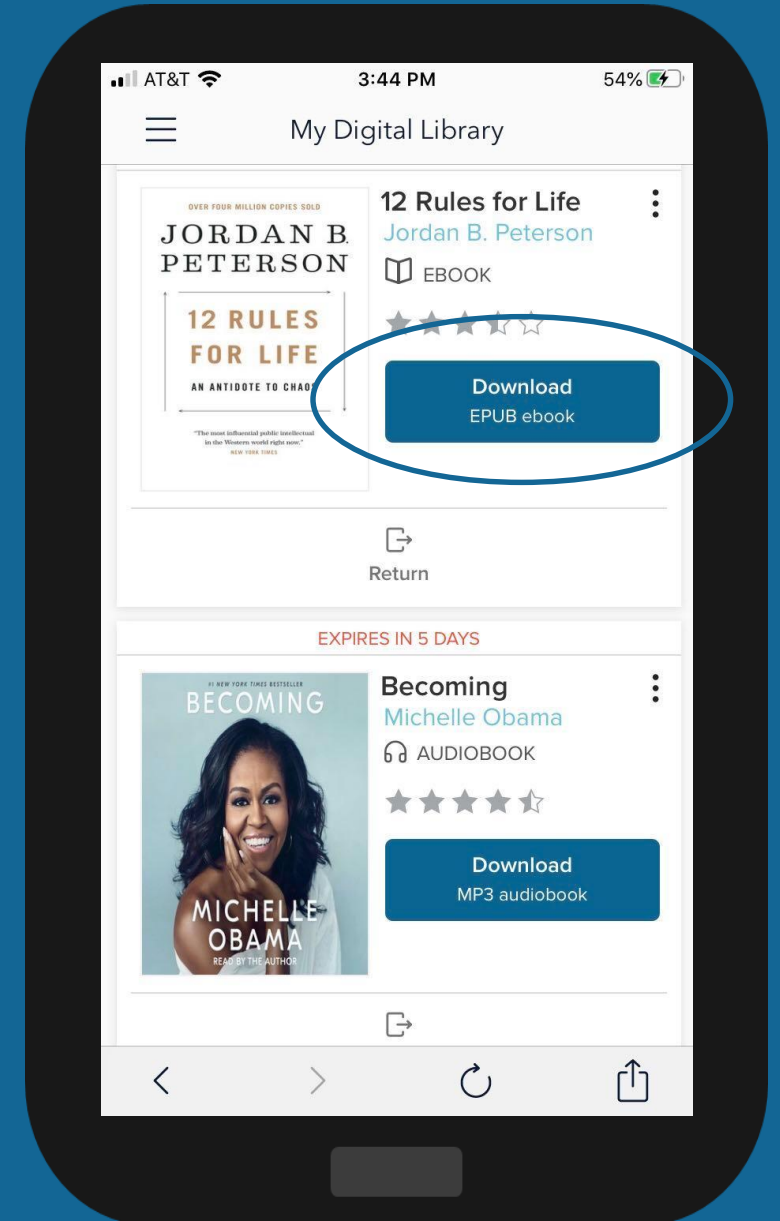 AT&T 3:44 PM 54%
My Digital Library
OVER FOUR MILLION COPIES SOLD
JORDAN B.
PETERSON
12 RULES
FOR LIFE
AN ANTIDOTE TO CHAOS
"The most influential public intellectual
in the Western world right now."
NEW YORK TIMES
12 Rules for Life
Jordan B. Peterson
EBOOK
Download
EPUB ebook
Return
EXPIRES IN 5 DAYS
#1 NEW YORK TIMES BESTSELLER
BECOMING
MICHELLE
OBAMA
READ BY THE AUTHOR
Becoming
Michelle Obama
AUDIOBOOK
Download
MP3 audiobook